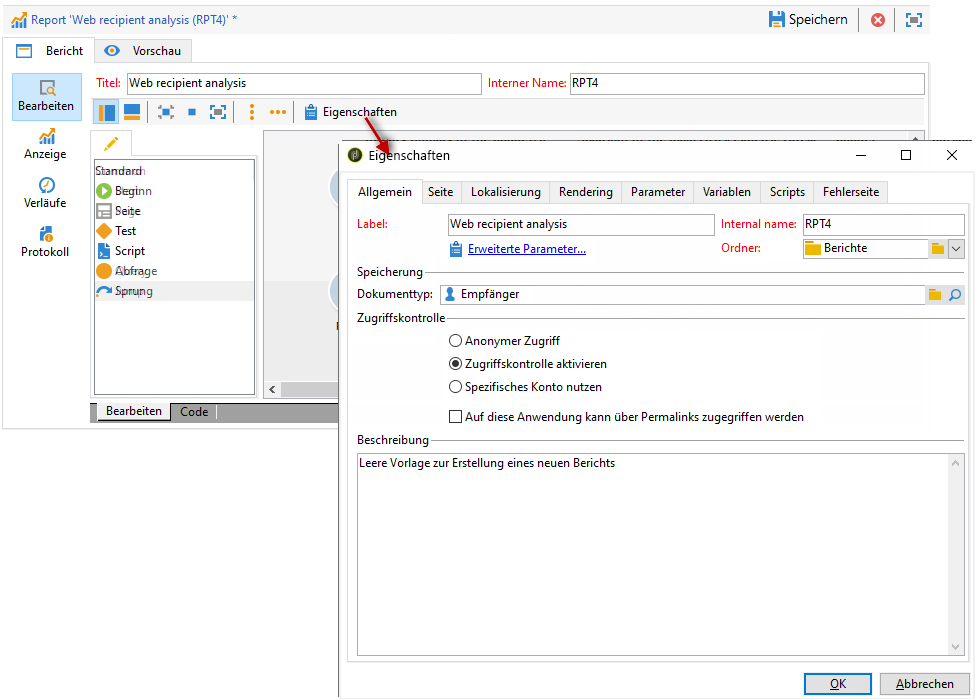 Report 'Web recipient analysis (RPT4)' *
Speichern
Bericht
Vorschau
Bearbeiten
Anzeige
Verläufe
Protokoll
Titel: Web recipient analysis
Interner Name: RPT4
Eigenschaften
Standard
Beginn
Seite
Test
Script
Abfrage
Sprung
Bearbeiten
Code
Eigenschaften
Allgemein
Seite
Lokalisierung
Rendering
Parameter
Variablen
Scripts
Fehlerseite
Label: Web recipient analysis
Internal name: RPT4
Erweiterte Parameter...
Ordner: Berichte
Speicherung
Dokumenttyp: Empfänger
Zugriffskontrolle
Anonymer Zugriff
Zugriffskontrolle aktivieren
Spezifisches Konto nutzen
Auf diese Anwendung kann über Permalinks zugegriffen werden
Beschreibung
Leere Vorlage zur Erstellung eines neuen Berichts
OK
Abbrechen